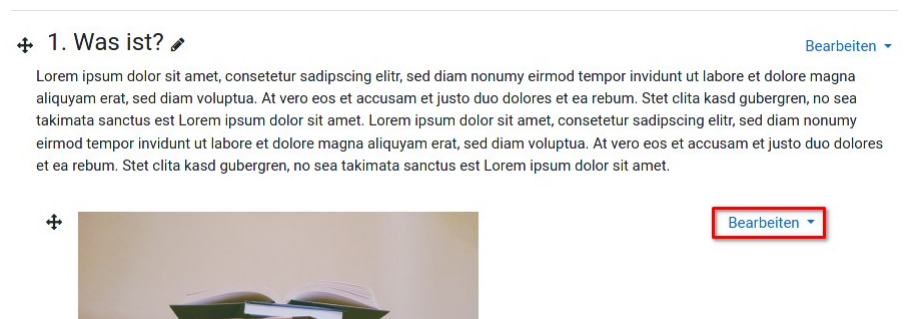 1. Was ist?
Bearbeiten
Lorem ipsum dolor sit amet, consetetur sadipscing elitr, sed diam nonumy eirmod tempor invidunt ut labore et dolore magna
aliquyam erat, sed diam voluptua. At vero eos et accusam et justo duo dolores et ea rebum. Stet clita kasd gubergren, no sea
takimata sanctus est Lorem ipsum dolor sit amet. Lorem ipsum dolor sit amet, consetetur sadipscing elitr, sed diam nonumy
eirmod tempor invidunt ut labore et dolore magna aliquyam erat, sed diam voluptua. At vero eos et accusam et justo duo dolores
et ea rebum. Stet clita kasd gubergren, no sea takimata sanctus est Lorem ipsum dolor sit amet.
Bearbeiten